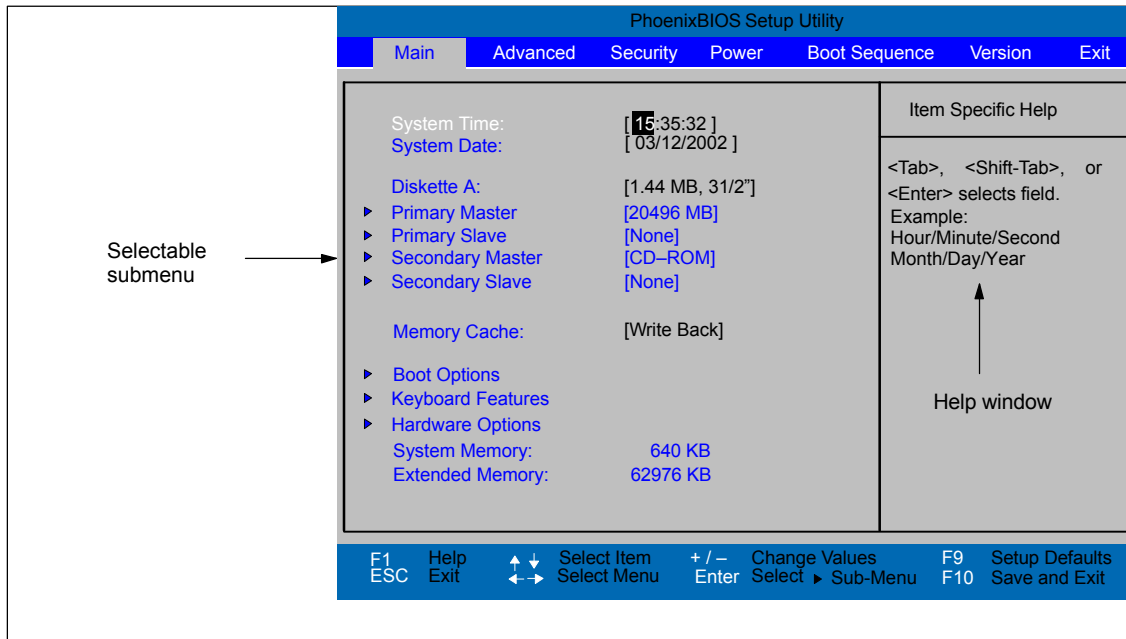 PhoenixBIOS Setup Utility
Main Advanced Security Power Boot Sequence Version Exit
System Time: [ 15:35:32 ]
System Date: [ 03/12/2002 ]
Diskette A: [1.44 MB, 31/2”]
Primary Master [20496 MB]
Primary Slave [None]
Secondary Master [CD–ROM]
Secondary Slave [None]
Memory Cache: [Write Back]
Boot Options
Keyboard Features
Hardware Options
System Memory: 640 KB
Extended Memory: 62976 KB
Item Specific Help
<Tab>, <Shift-Tab>, or
<Enter> selects field.
Example:
Hour/Minute/Second
Month/Day/Year
Help window
Selectable
submenu
F1 Help Select Item + / – Change Values F9 Setup Defaults
ESC Exit Select Menu Enter Select Sub-Menu F10 Save and Exit